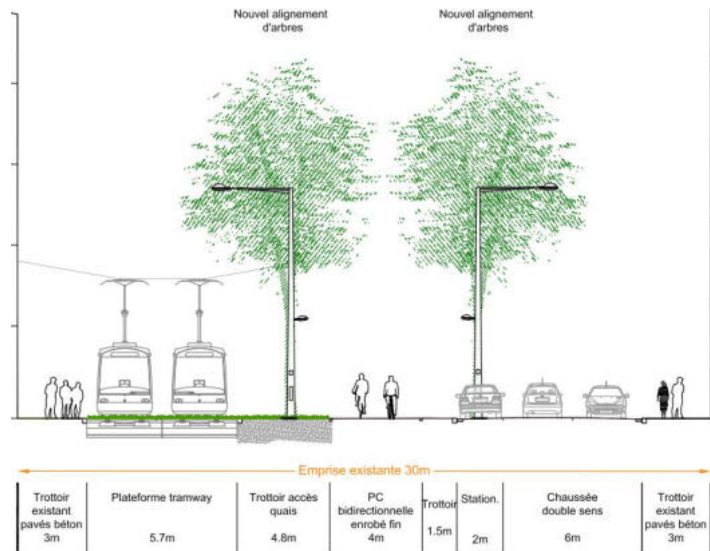 Nouvel alignement
d'arbres
Nouvel alignement
d'arbres
Emprise existante 30m
Trottoir
existant
pavés béton
3m
Plateforme tramway
5.7m
Trottoir accès
quais
4.8m
PC
bidirectionnelle
enrobé fin
4m
Trottoir
1.5m
Station.
2m
Chaussée
double sens
6m
Trottoir
existant
pavés béton
3m